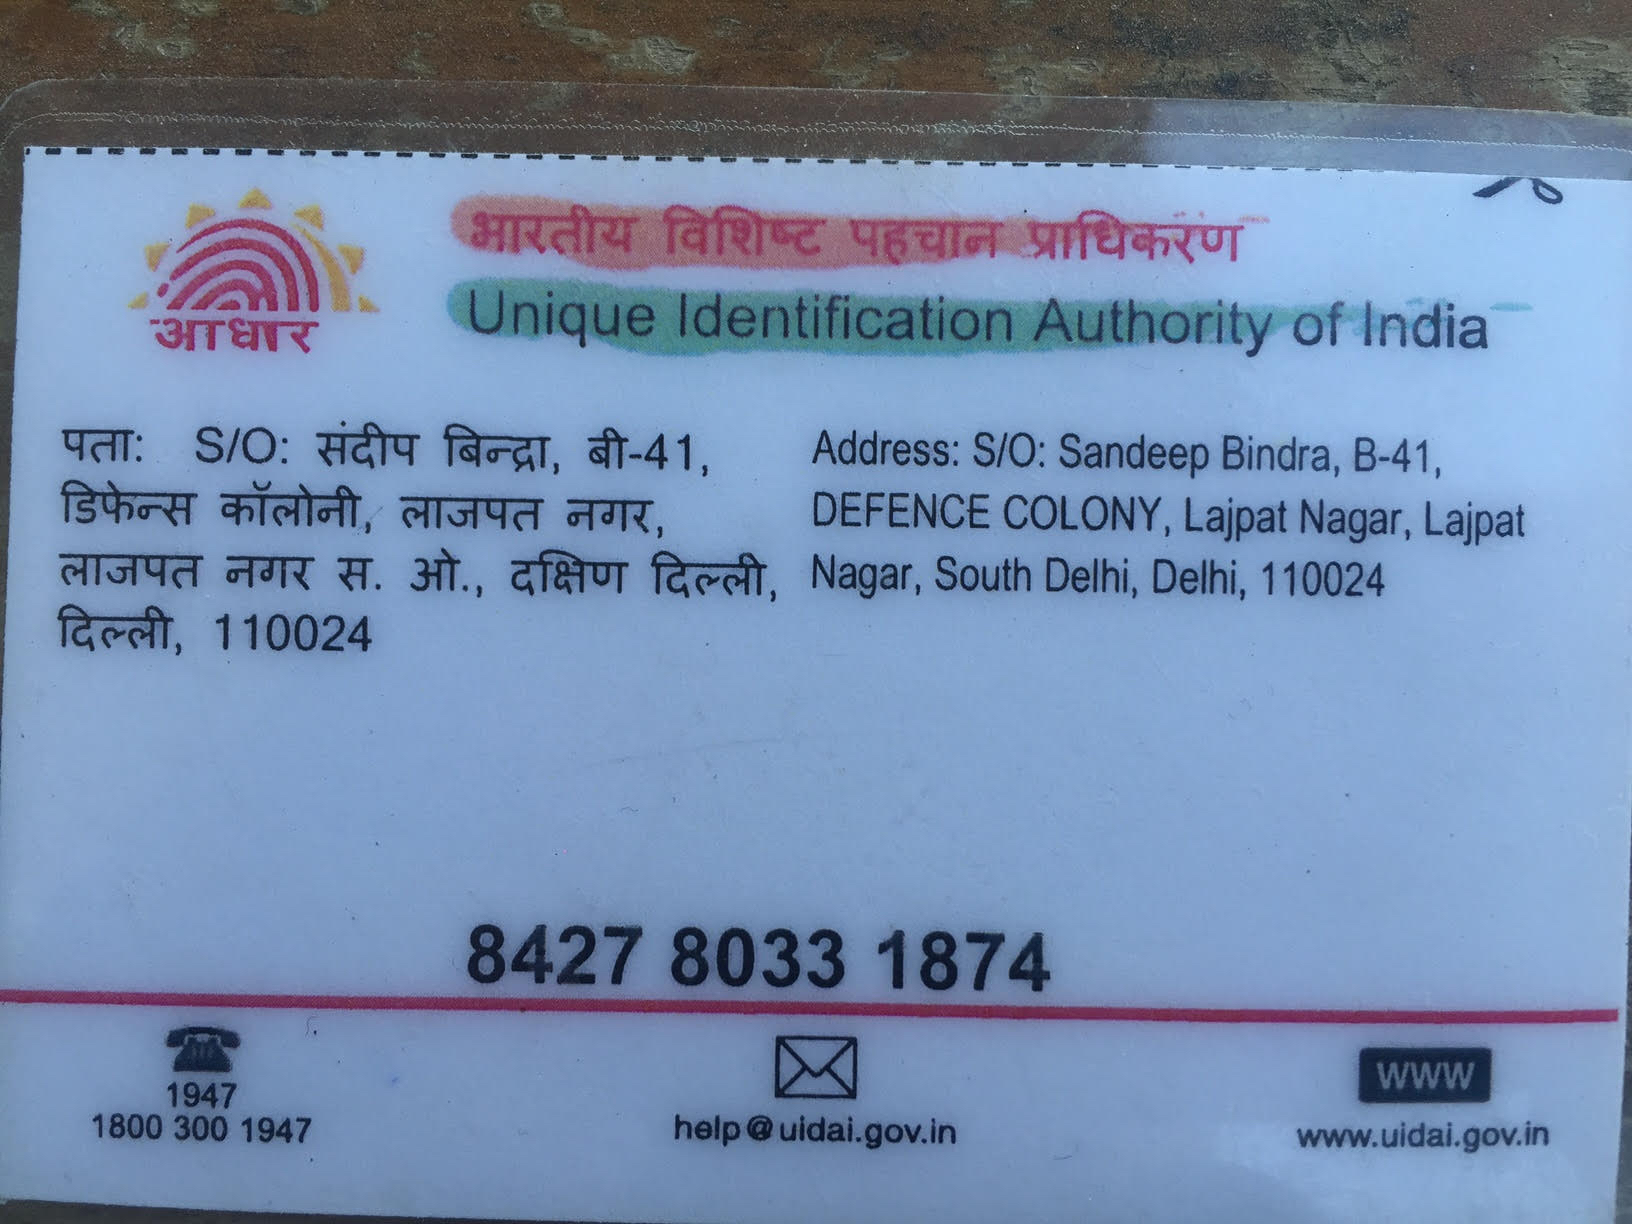 भारतीय विशिष्ट पहचान प्राधिकरण
Unique Identification Authority of India
आधार
पता: S/O: संदीप बिन्द्रा, बी-41,
डिफेन्स कॉलोनी, लाजपत नगर,
लाजपत नगर स. ओ., दक्षिण दिल्ली,
दिल्ली, 110024
Address: S/O: Sandeep Bindra, B-41,
DEFENCE COLONY, Lajpat Nagar, Lajpat
Nagar, South Delhi, Delhi, 110024
8427 8033 1874
1947
1800 300 1947
help@uidai.gov.in
WWW
www.uidai.gov.in